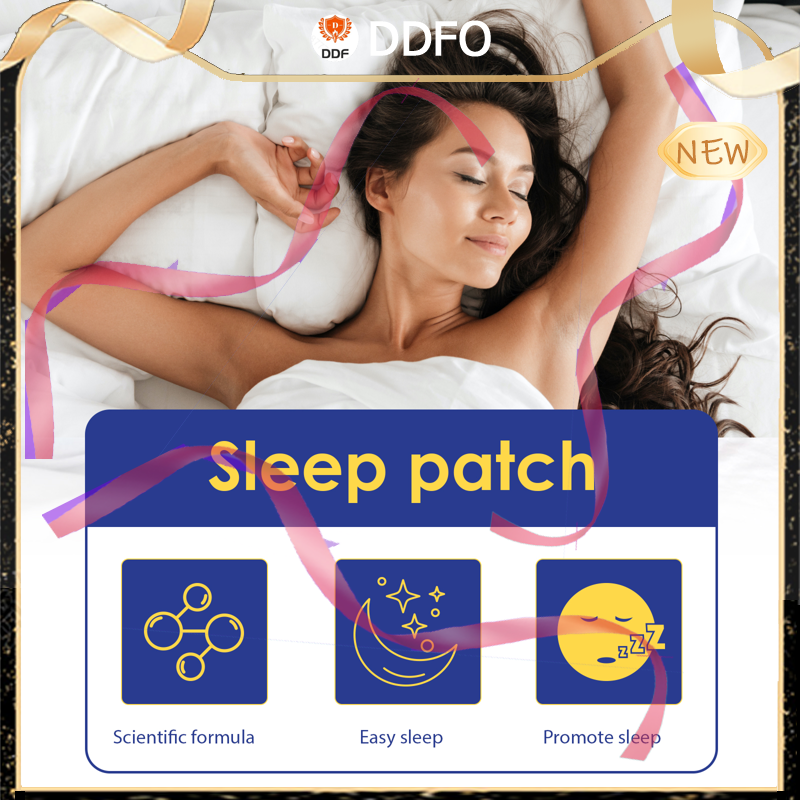 DDF
DDFO
NEW
Sleep patch
z z Z
Scientific formula
Easy sleep
Promote sleep